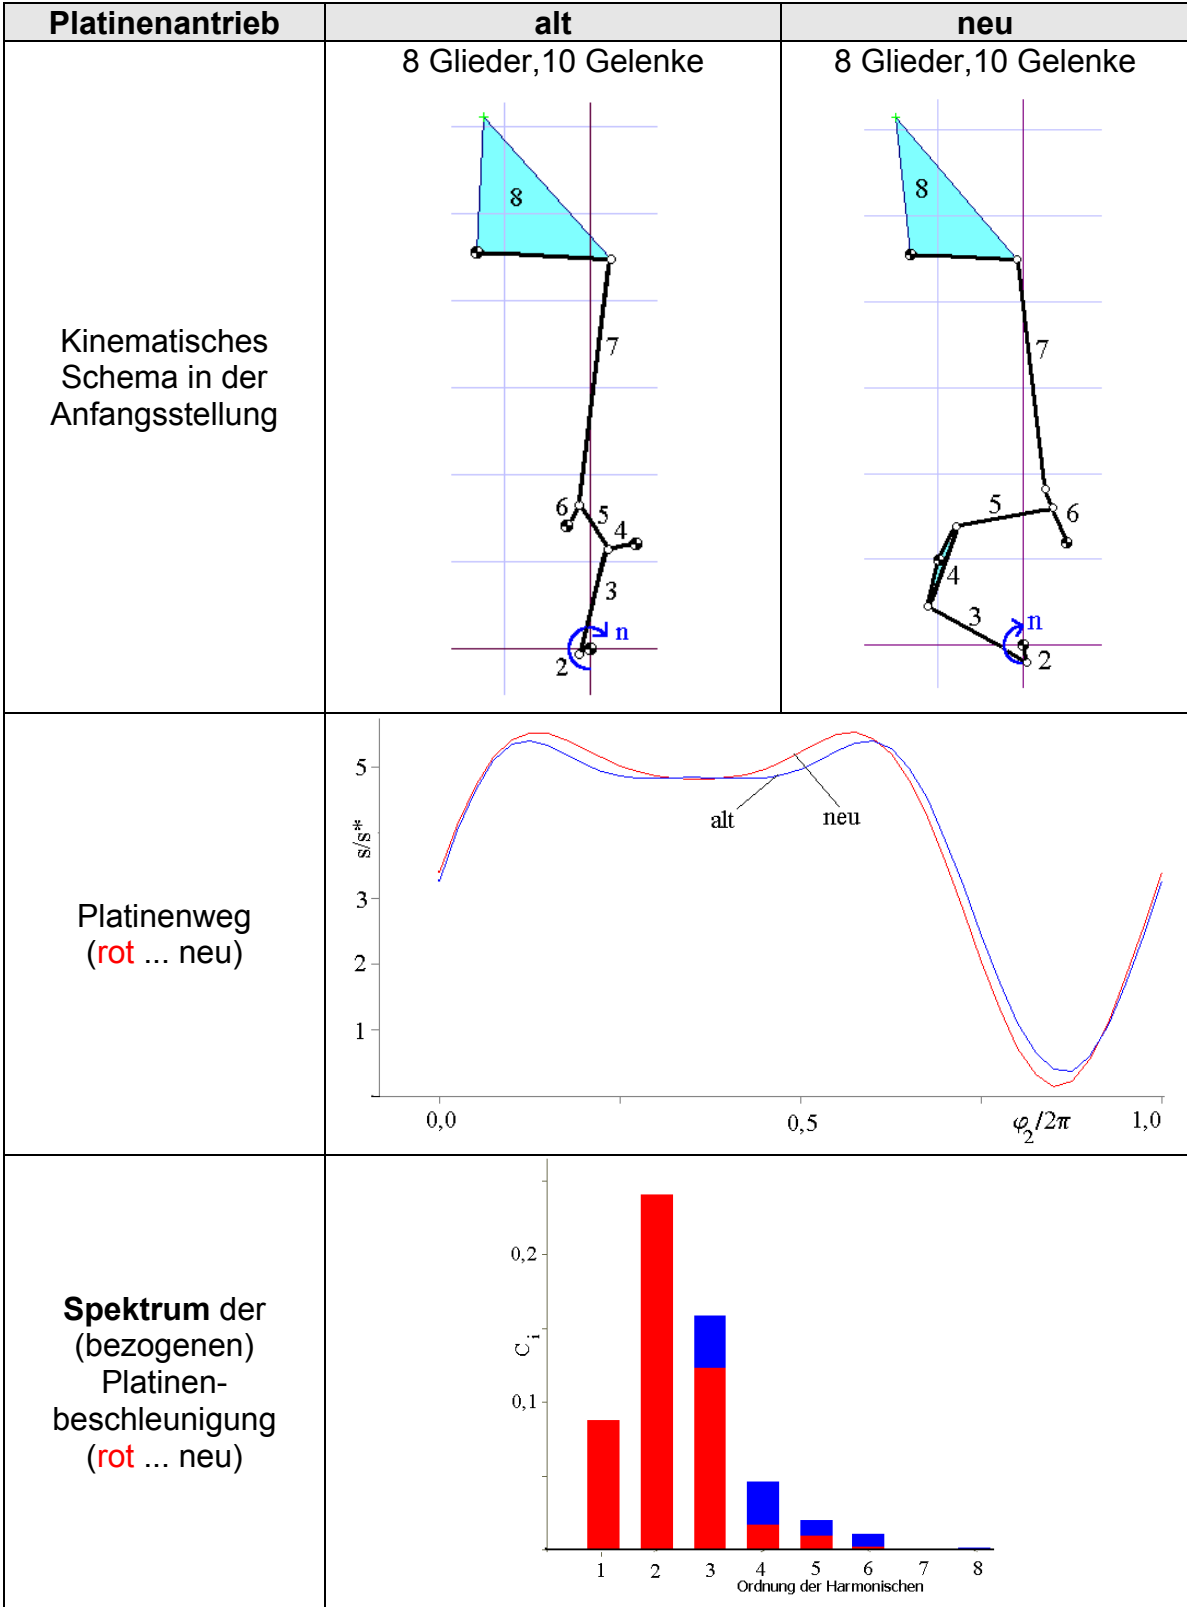 Platinenantrieb
alt
neu
8 Glieder,10 Gelenke
8 Glieder,10 Gelenke
Kinematisches
Schema in der
Anfangsstellung
8
7
6
5
4
3
n
2
8
7
5
6
4
3
n
2
Platinenweg
(rot ... neu)
s/s*
5
3
2
1
alt
neu
0,0
0,5
φ2/2π
1,0
Spektrum der
(bezogenen)
Platinen-
beschleunigung
(rot ... neu)
C i
0,2
0,1
1 2 3 4 5 6 7 8
Ordnung der Harmonischen